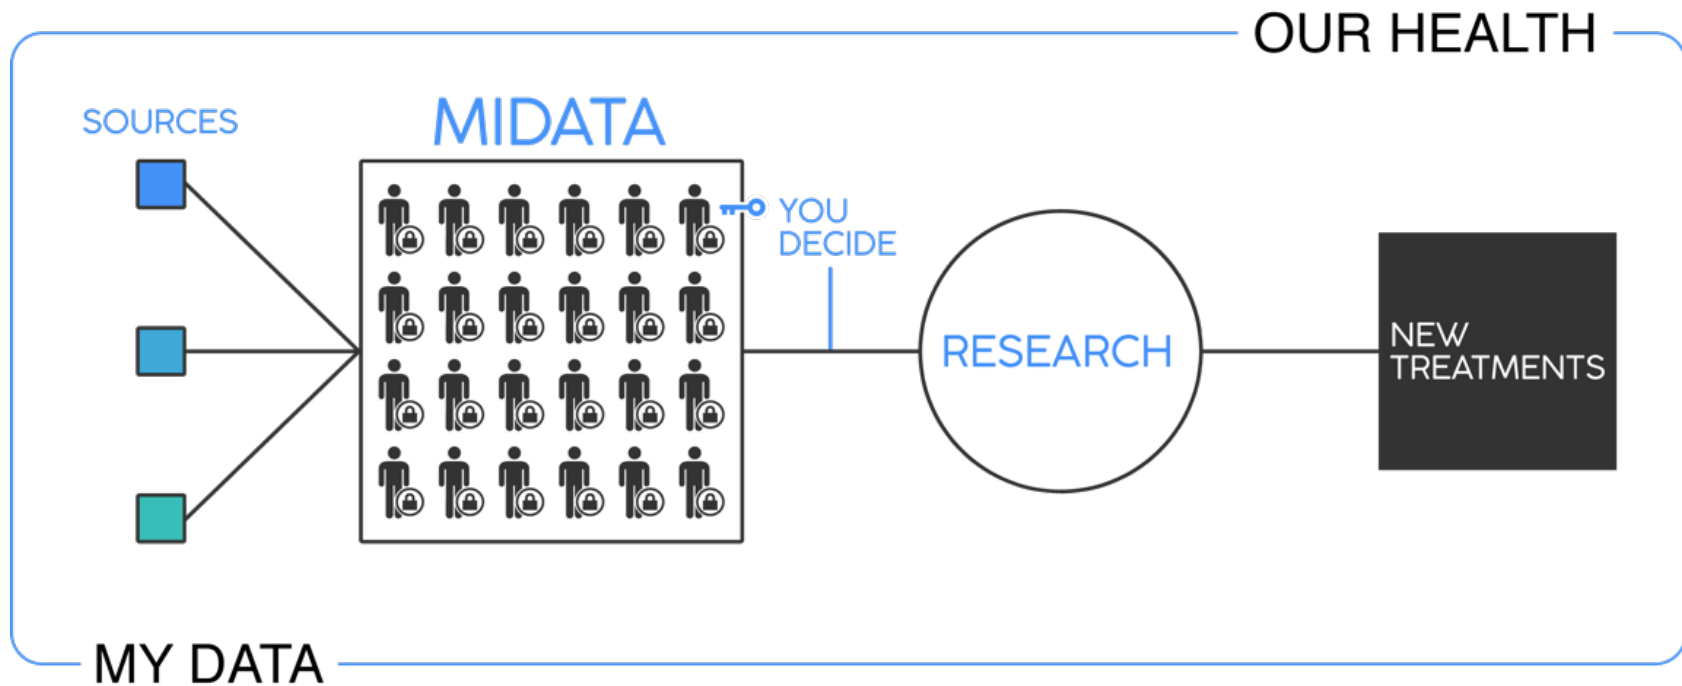 OUR HEALTH
SOURCES
MIDATA
YOU
DECIDE
RESEARCH
NEW
TREATMENTS
MY DATA